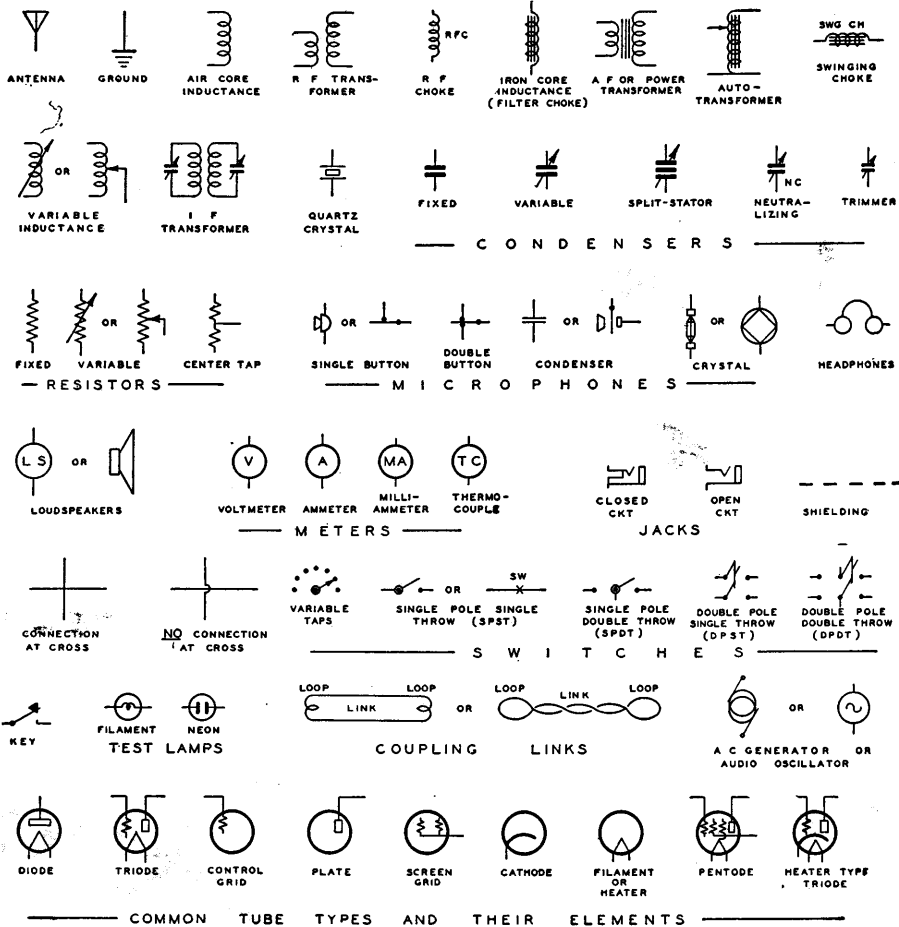 RFC
SWG CH
ANTENNA
GROUND
AIR CORE
INDUCTANCE
R F TRANS-
FORMER
R F
CHOKE
IRON CORE
INDUCTANCE
(FILTER CHOKE)
A F OR POWER
TRANSFORMER
AUTO-
TRANSFORMER
SWINGING
CHOKE
OR
VARIABLE
INDUCTANCE
I F
TRANSFORMER
QUARTZ
CRYSTAL
FIXED
VARIABLE
SPLIT-STATOR
NC
NEUTRA-
LIZING
TRIMMER
CONDENSERS
OR
FIXED
VARIABLE
CENTER TAP
RESISTORS
OR
SINGLE BUTTON
DOUBLE
BUTTON
OR
CONDENSER
OR
CRYSTAL
MICROPHONES
HEADPHONES
LS
OR
LOUDSPEAKERS
V
A
MA
TC
VOLTMETER
AMMETER
MILLI-
AMMETER
THERMO-
COUPLE
METERS
CLOSED
CKT
OPEN
CKT
JACKS
SHIELDING
CONNECTION
AT CROSS
NO CONNECTION
AT CROSS
VARIABLE
TAPS
OR
SW
SINGLE POLE SINGLE
THROW (SPST)
SINGLE POLE
DOUBLE THROW
(SPDT)
DOUBLE POLE
SINGLE THROW
(DPST)
DOUBLE POLE
DOUBLE THROW
(DPDT)
SWITCHES
KEY
FILAMENT
NEON
TEST LAMPS
LOOP LOOP
LINK
OR
LOOP LINK LOOP
COUPLING LINKS
OR
A C GENERATOR OR
AUDIO OSCILLATOR
DIODE
TRIODE
CONTROL
GRID
PLATE
SCREEN
GRID
CATHODE
FILAMENT
OR
HEATER
PENTODE
HEATER TYPE
TRIODE
COMMON TUBE TYPES AND THEIR ELEMENTS